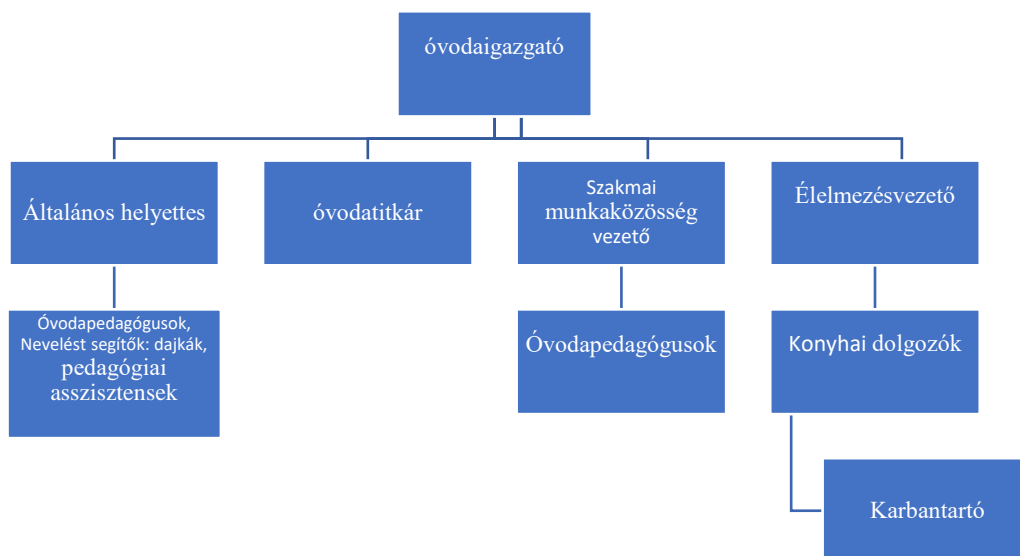 óvodaigazgató
Általános helyettes
óvodatitkár
Szakmai
munkaközösség
vezető
Élelmezésvezető
Óvodapedagógusok,
Nevelést segítők: dajkák,
pedagógiai
asszisztensek
Óvodapedagógusok
Konyhai dolgozók
Karbantartó